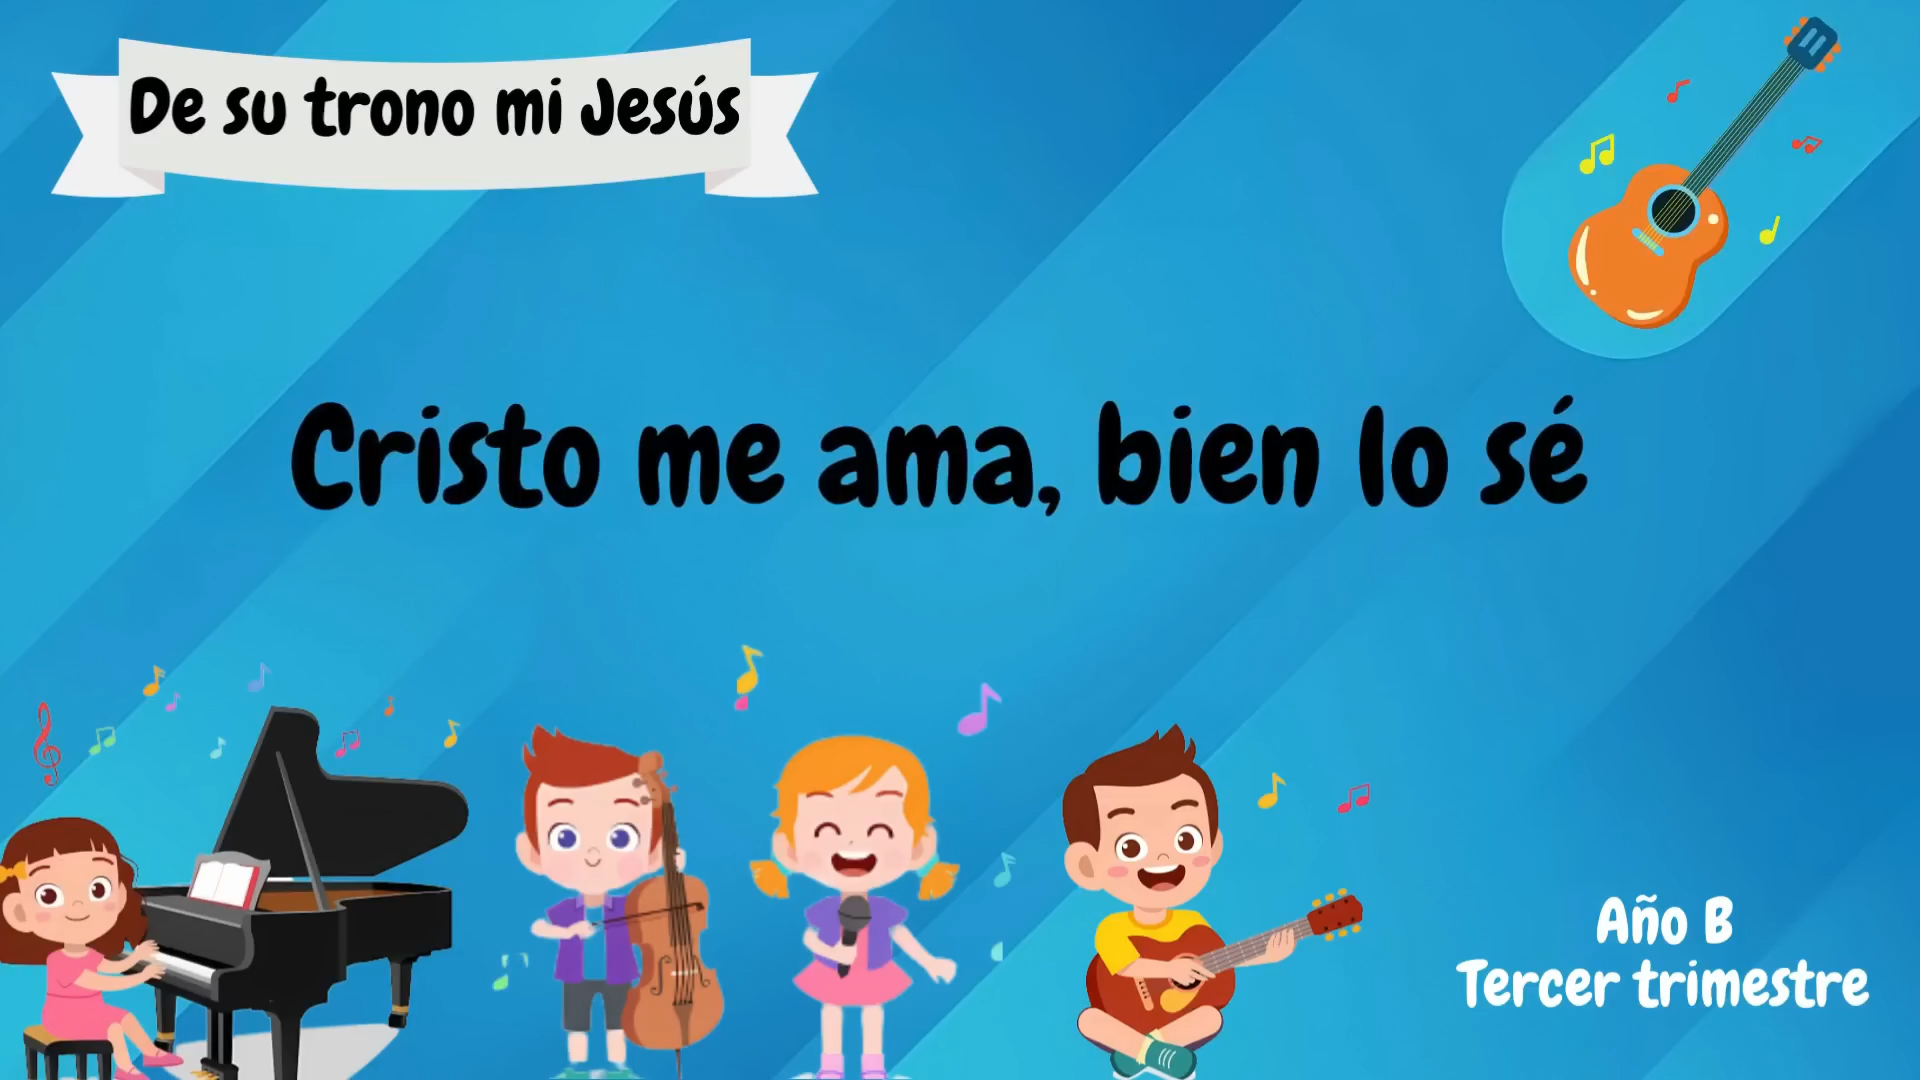 De su trono mi Jesús
Cristo me ama, bien lo sé
Año B
Tercer trimestre